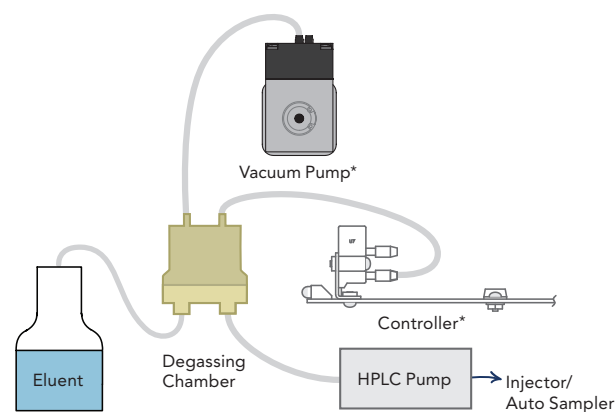 Vacuum Pump*
Controller*
Degassing
Chamber
Eluent
HPLC Pump
Injector/
Auto Sampler